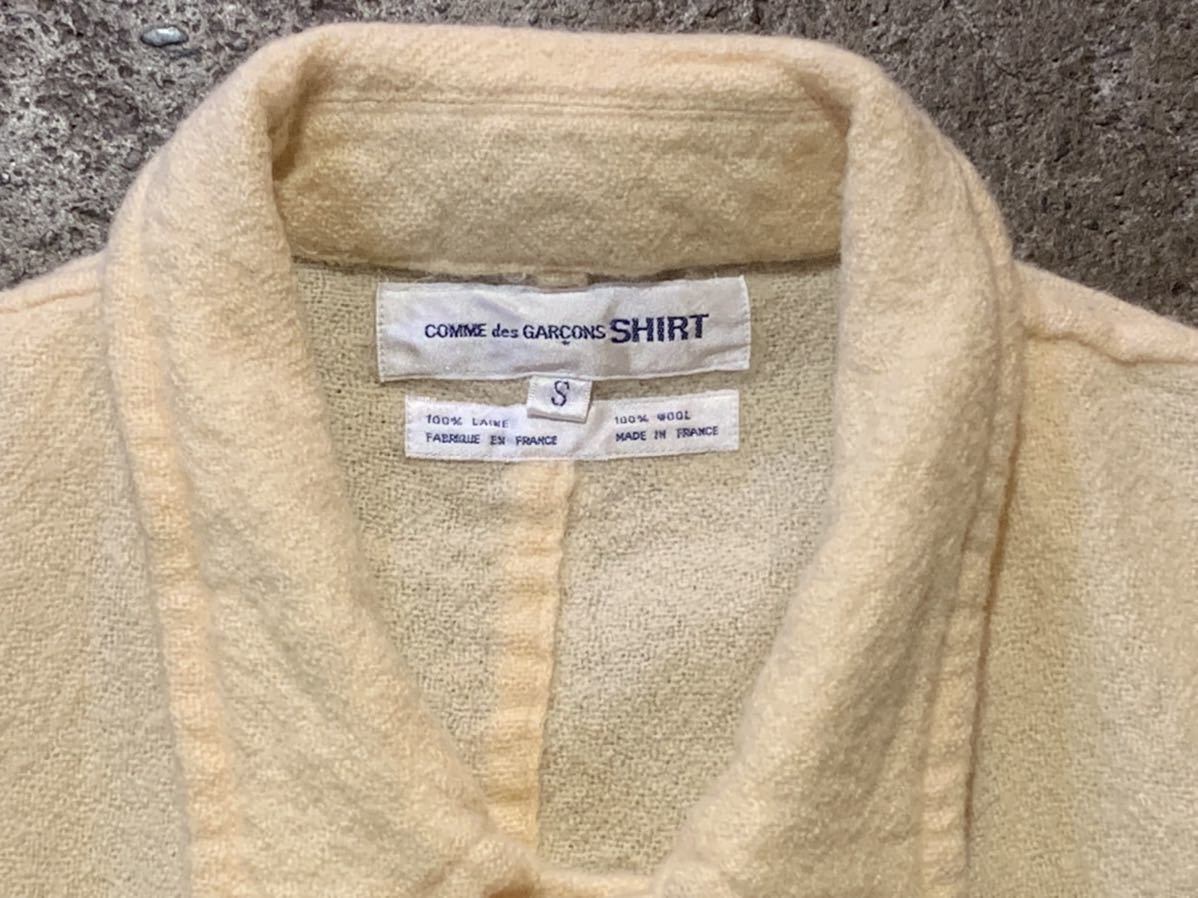 COMME des GARÇONS SHIRT
S
100% LAINE
FABRIQUE EN FRANCE
100% WOOL
MADE IN FRANCE